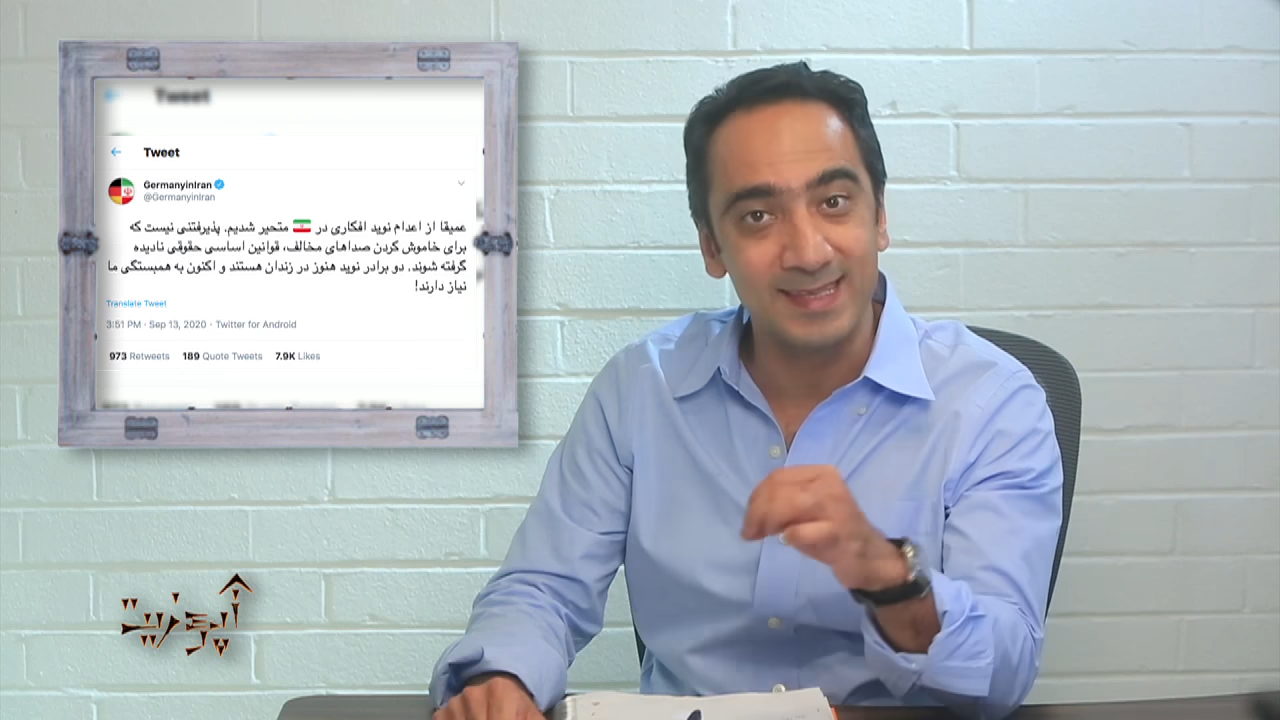 Tweet
Tweet
GermanyinIran
@GermanyinIran
عمیقا از اعدام نوید افکاری در 🇮🇷 متحیر شدیم. پذیرفتنی نیست که
برای خاموش کردن صداهای مخالف، قوانین اساسی حقوقی نادیده
گرفته شوند. دو برادر نوید هنوز در زندان هستند و اکنون به همبستگی ما
نیاز دارند!
Translate Tweet
3:51 PM · Sep 13, 2020 · Twitter for Android
973 Retweets 189 Quote Tweets 7.9K Likes